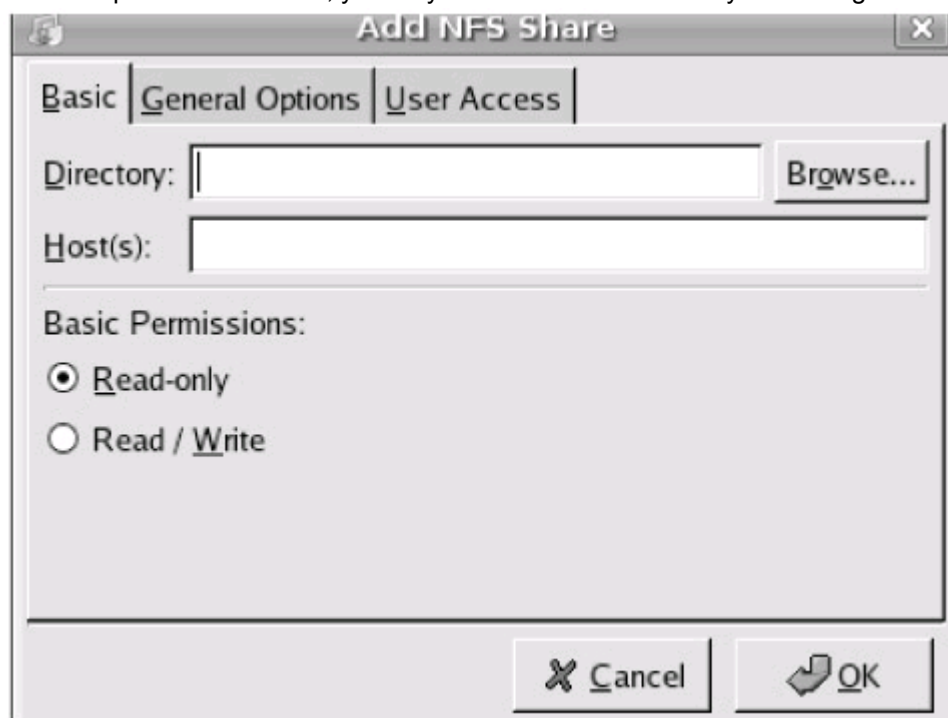 Add NFS Share
Basic General Options User Access
Directory: Browse...
Host(s):
Basic Permissions:
Read-only
Read / Write
Cancel OK